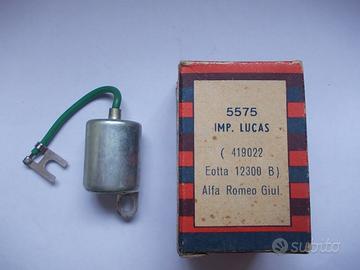 5575
IMP. LUCAS
( 419022
Eotta 12300 B)
Alfa Romeo Giul.
subito